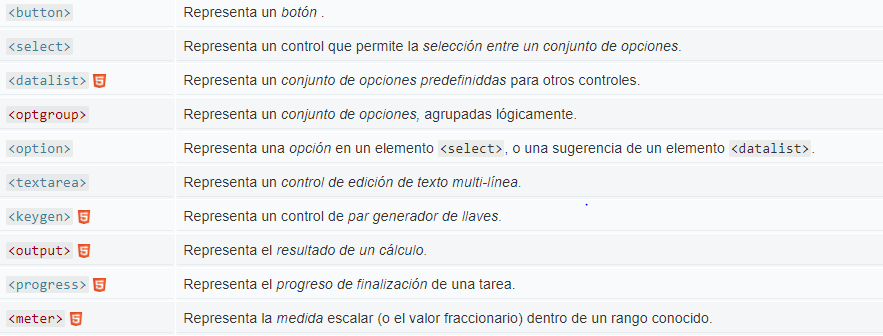 <button> Representa un botón .
<select> Representa un control que permite la selección entre un conjunto de opciones.
<datalist> Representa un conjunto de opciones predefiniddas para otros controles.
<optgroup> Representa un conjunto de opciones, agrupadas lógicamente.
<option> Representa una opción en un elemento <select>, o una sugerencia de un elemento <datalist>.
<textarea> Representa un control de edición de texto multi-línea.
<keygen> Representa un control de par generador de llaves.
<output> Representa el resultado de un cálculo.
<progress> Representa el progreso de finalización de una tarea.
<meter> Representa la medida escalar (o el valor fraccionario) dentro de un rango conocido.